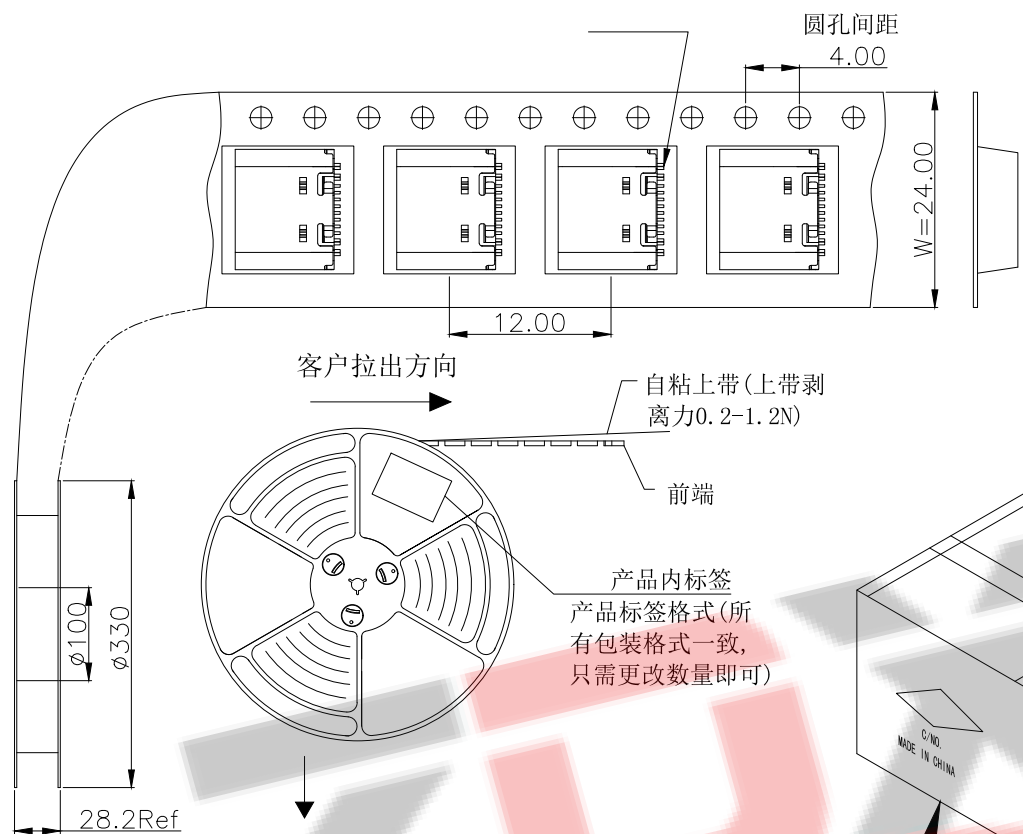 圆孔间距
4.00
W=24.00
12.00
客户拉出方向
自粘上带(上带剥
离力0.2-1.2N)
前端
产品内标签
产品标签格式(所
有包装格式一致,
只需更改数量即可)
ϕ100
ϕ330
28.2Ref
C/NO.
MADE IN CHINA